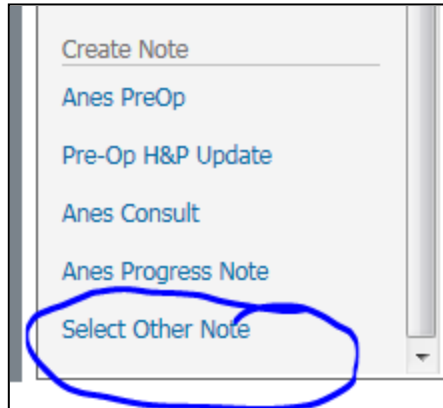 Create Note
Anes PreOp
Pre-Op H&P Update
Anes Consult
Anes Progress Note
Select Other Note